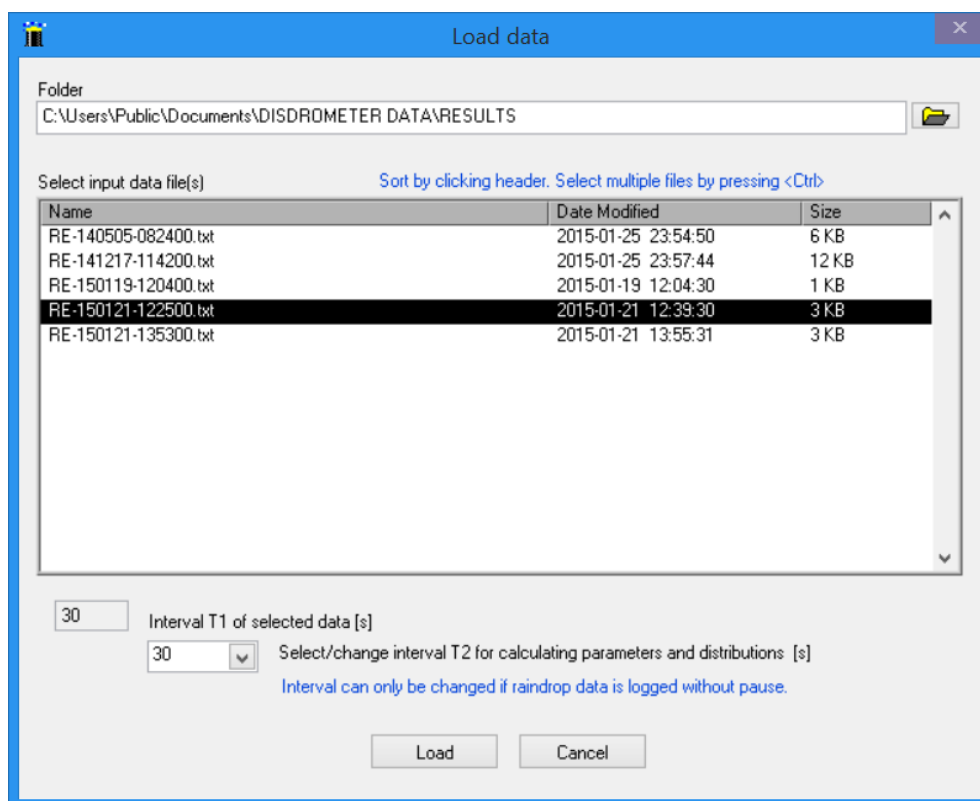 Load data
Folder
C:\Users\Public\Documents\DISDROMETER DATA\RESULTS
Select input data file(s) Sort by clicking header. Select multiple files by pressing <Ctrl>
Name Date Modified Size
RE-140505-082400.txt 2015-01-25 23:54:50 6 KB
RE-141217-114200.txt 2015-01-25 23:57:44 12 KB
RE-150119-120400.txt 2015-01-19 12:04:30 1 KB
RE-150121-122500.txt 2015-01-21 12:39:30 3 KB
RE-150121-135300.txt 2015-01-21 13:55:31 3 KB
30 Interval T1 of selected data [s]
30 Select/change interval T2 for calculating parameters and distributions [s]
Interval can only be changed if raindrop data is logged without pause.
Load Cancel